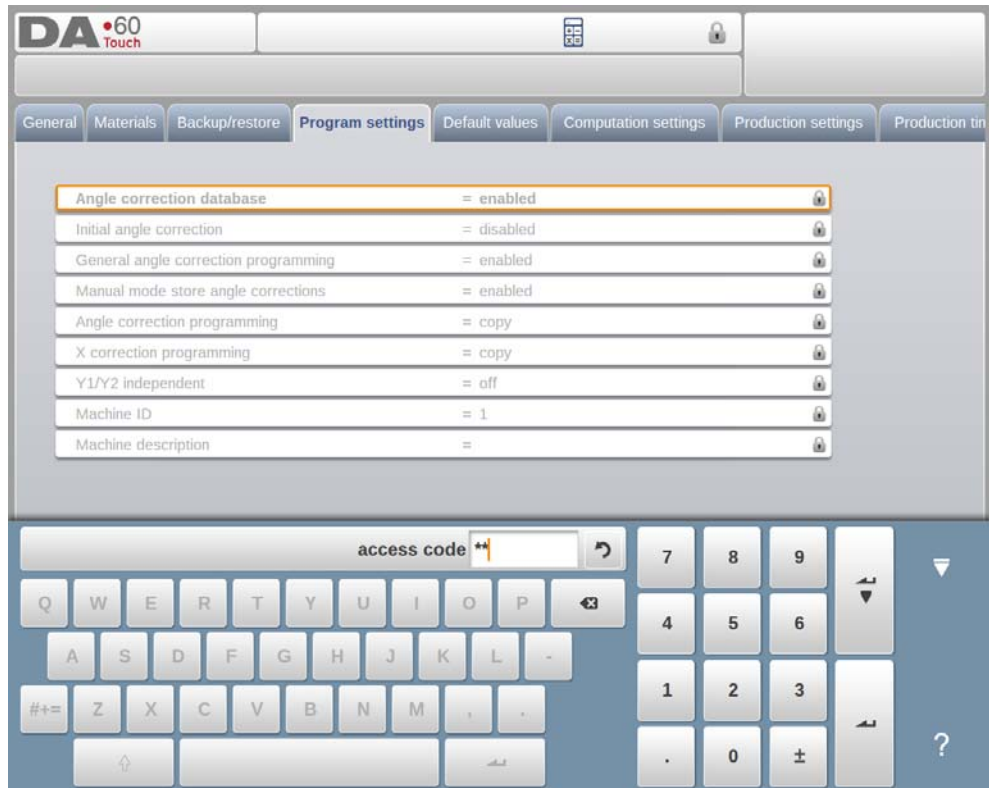 DA•60
Touch
General Materials Backup/restore Program settings Default values Computation settings Production settings Production tin
Angle correction database = enabled
Initial angle correction = disabled
General angle correction programming = enabled
Manual mode store angle corrections = enabled
Angle correction programming = copy
X correction programming = copy
Y1/Y2 independent = off
Machine ID = 1
Machine description =
access code **
7 8 9
Q W E R T Y U I O P
4 5 6
A S D F G H J K L -
1 2 3
#+= Z X C V B N M , .
. 0 ± ?